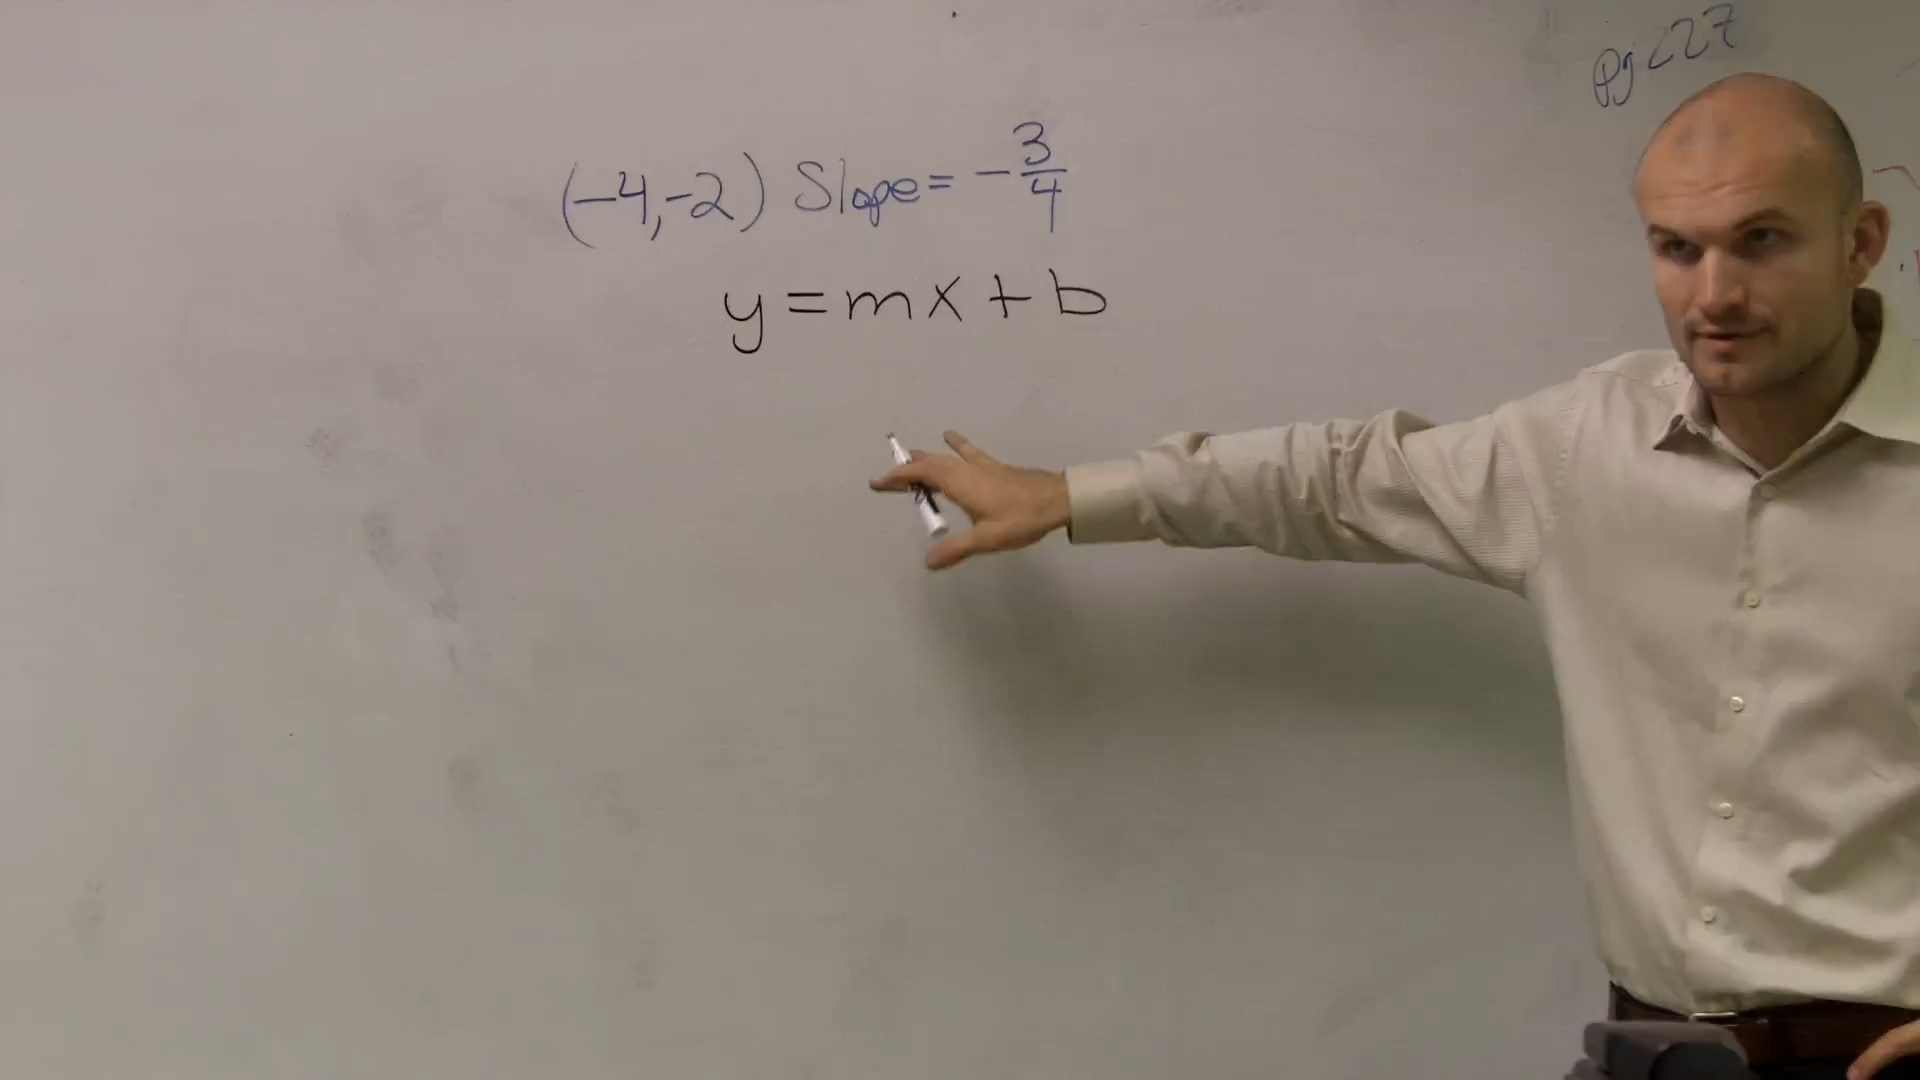 pg 227
(-4,-2) Slope = -3/4
y = mx + b